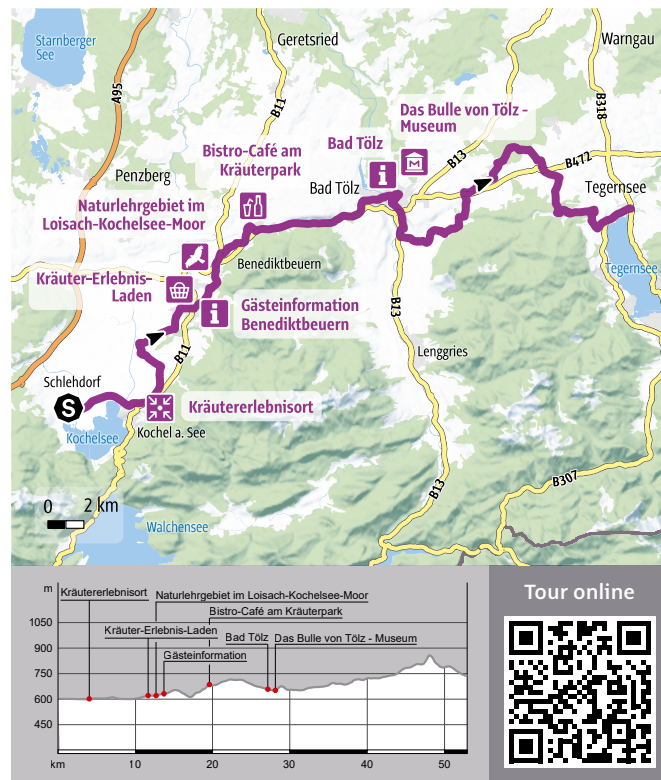 Starnberger
See
Geretsried
Warngau
A95
B11
B318
Das Bulle von Tölz -
Museum
Bad Tölz
B13
B472
Bistro-Café am
Kräuterpark
Penzberg
Bad Tölz
Tegernsee
Naturlehrgebiet im
Loisach-Kochelsee-Moor
Benediktbeuern
Tegernsee
Kräuter-Erlebnis-
Laden
Gästeinformation
Benediktbeuern
B13
B11
Lenggries
Schlehdorf
S
Kräutererlebnisort
Kochelsee
Kochel a. See
B13
B307
0 2 km
Walchensee
m
Kräutererlebnisort
Naturlehrgebiet im Loisach-Kochelsee-Moor
Bistro-Café am Kräuterpark
1050
Kräuter-Erlebnis-Laden
Bad Tölz
Das Bulle von Tölz - Museum
900
Gästeinformation
750
600
450
km 10 20 30 40 50
Tour online